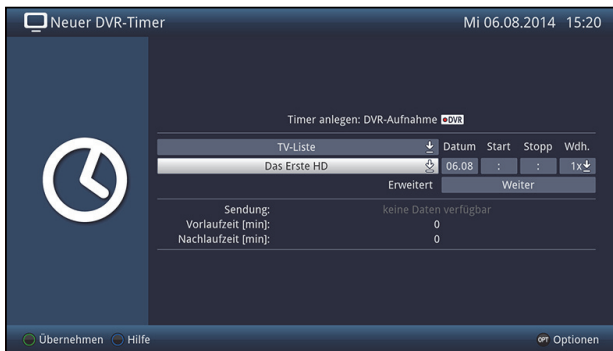 Neuer DVR-Timer Mi 06.08.2014 15:20
Timer anlegen: DVR-Aufnahme DVR
TV-Liste Datum Start Stopp Wdh.
Das Erste HD 06.08 : : 1x
Erweitert Weiter
Sendung: keine Daten verfügbar
Vorlaufzeit [min]: 0
Nachlaufzeit [min]: 0
Übernehmen Hilfe OPT Optionen